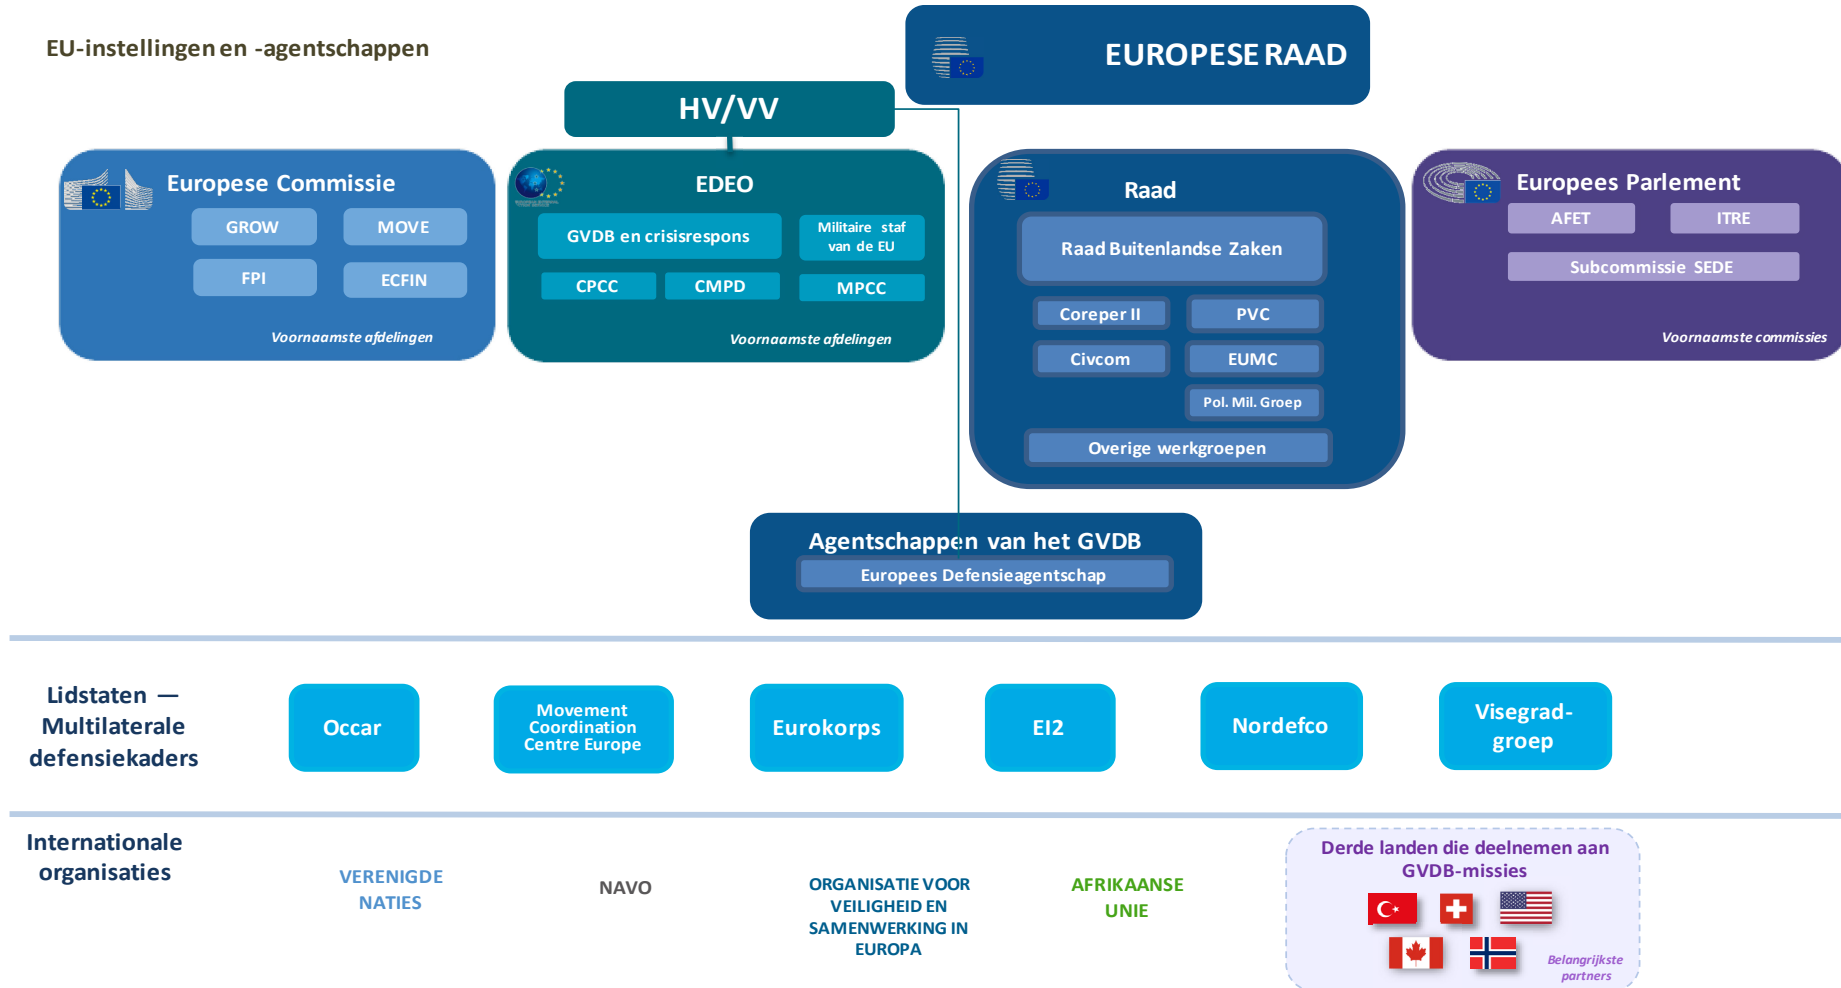 EU-instellingen en -agentschappen
EUROPESE RAAD
HV/VV
Europese Commissie
GROW
MOVE
FPI
ECFIN
Voornaamste afdelingen
EDEO
GVDB en crisisrespons
Militaire staf
van de EU
CPCC
CMPD
MPCC
Voornaamste afdelingen
Raad
Raad Buitenlandse Zaken
Coreper II
PVC
Civcom
EUMC
Pol. Mil. Groep
Overige werkgroepen
Europees Parlement
AFET
ITRE
Subcommissie SEDE
Voornaamste commissies
Agentschappen van het GVDB
Europees Defensieagentschap
Lidstaten —
Multilaterale
defensiekaders
Occar
Movement
Coordination
Centre Europe
Eurokorps
EI2
Nordefco
Visegrad-
groep
Internationale
organisaties
VERENIGDE
NATIES
NAVO
ORGANISATIE VOOR
VEILIGHEID EN
SAMENWERKING IN
EUROPA
AFRIKAANSE
UNIE
Derde landen die deelnemen aan
GVDB-missies
Belangrijkste
partners